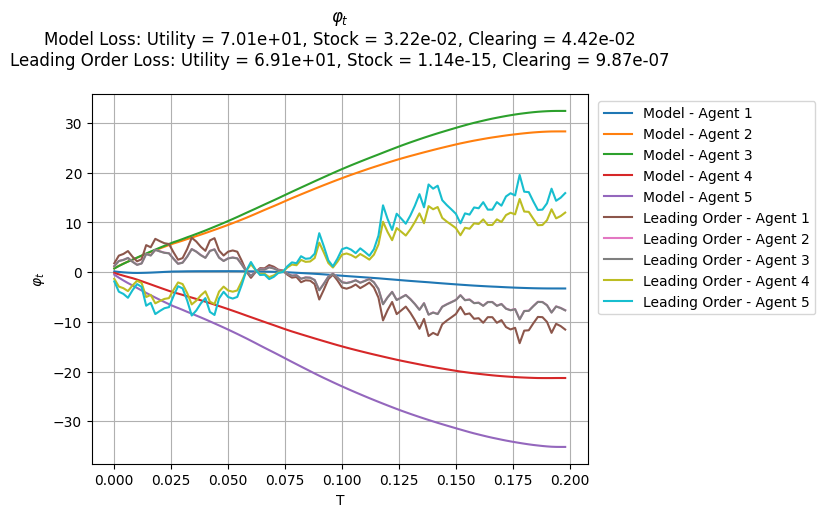 φt
Model Loss: Utility = 7.01e+01, Stock = 3.22e-02, Clearing = 4.42e-02
Leading Order Loss: Utility = 6.91e+01, Stock = 1.14e-15, Clearing = 9.87e-07
30
20
10
0
−10
−20
−30
φt
0.000 0.025 0.050 0.075 0.100 0.125 0.150 0.175 0.200
T
Model - Agent 1
Model - Agent 2
Model - Agent 3
Model - Agent 4
Model - Agent 5
Leading Order - Agent 1
Leading Order - Agent 2
Leading Order - Agent 3
Leading Order - Agent 4
Leading Order - Agent 5